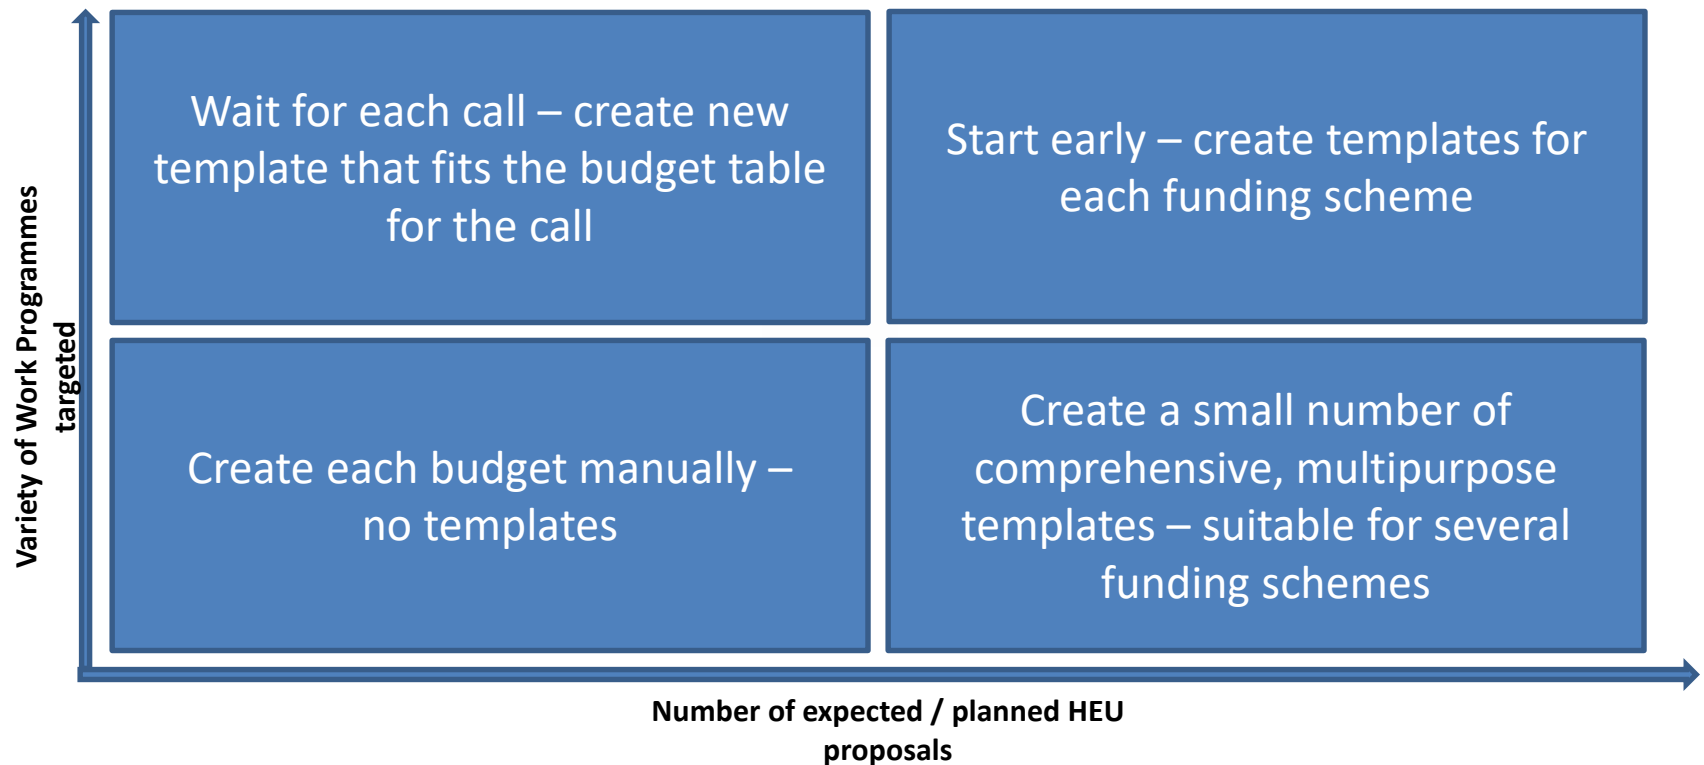 Wait for each call – create new
template that fits the budget table
for the call
Start early – create templates for
each funding scheme
Variety of Work Programmes
targeted
Create each budget manually –
no templates
Create a small number of
comprehensive, multipurpose
templates – suitable for several
funding schemes
Number of expected / planned HEU
proposals